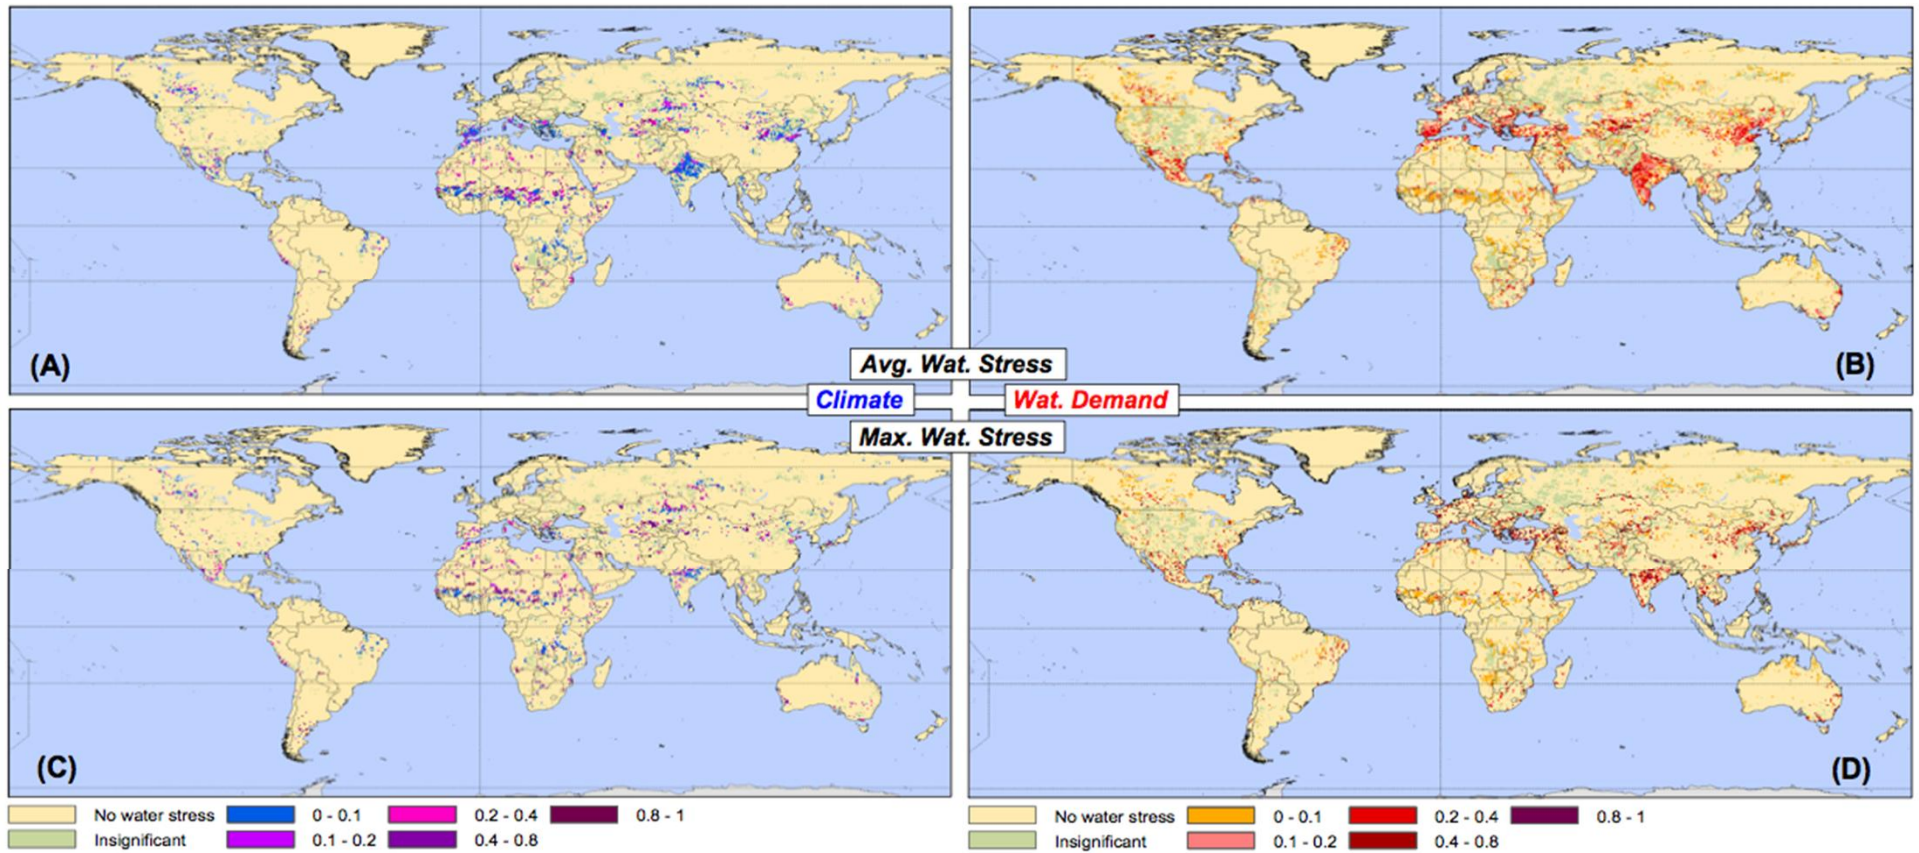 (A)
(B)
Avg. Wat. Stress
Climate
Wat. Demand
Max. Wat. Stress
(C)
(D)
No water stress 0 - 0.1 0.2 - 0.4 0.8 - 1
Insignificant 0.1 - 0.2 0.4 - 0.8
No water stress 0 - 0.1 0.2 - 0.4 0.8 - 1
Insignificant 0.1 - 0.2 0.4 - 0.8